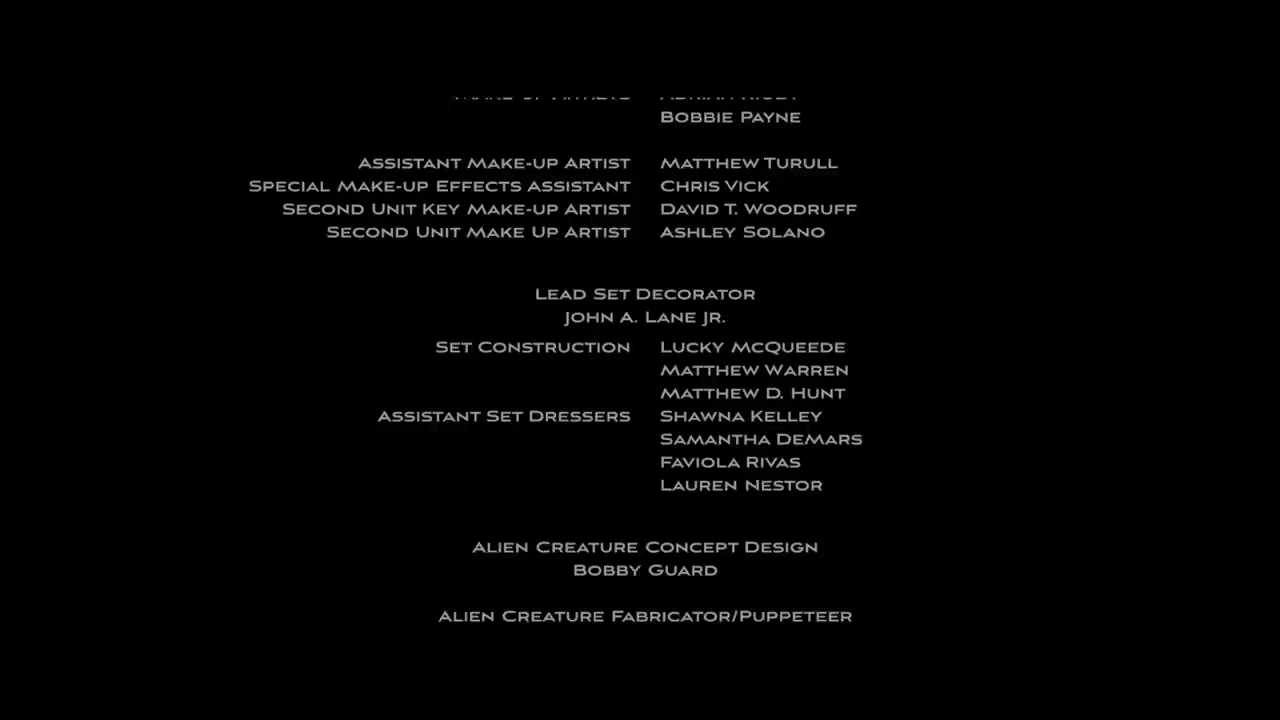 Bobbie Payne
Assistant Make-up Artist Matthew Turull
Special Make-up Effects Assistant Chris Vick
Second Unit Key Make-up Artist David T. Woodruff
Second Unit Make Up Artist Ashley Solano
Lead Set Decorator
John A. Lane Jr.
Set Construction Lucky McQueede
Matthew Warren
Matthew D. Hunt
Assistant Set Dressers Shawna Kelley
Samantha DeMars
Faviola Rivas
Lauren Nestor
Alien Creature Concept Design
Bobby Guard
Alien Creature Fabricator/Puppeteer